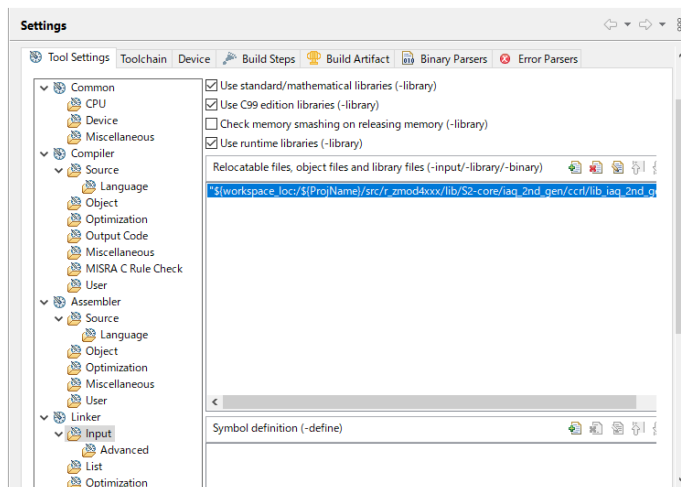 Settings
Tool Settings Toolchain Device Build Steps Build Artifact Binary Parsers Error Parsers
Common
CPU
Device
Miscellaneous
Compiler
Source
Language
Object
Optimization
Output Code
Miscellaneous
MISRA C Rule Check
User
Assembler
Source
Language
Object
Optimization
Miscellaneous
User
Linker
Input
Advanced
List
Optimization
Use standard/mathematical libraries (-library)
Use C99 edition libraries (-library)
Check memory smashing on releasing memory (-library)
Use runtime libraries (-library)
Relocatable files, object files and library files (-input/-library/-binary)
"${workspace_loc:/${ProjName}/src/r_zmod4xxx/lib/S2-core/iaq_2nd_gen/ccrl/lib_iaq_2nd_g
Symbol definition (-define)